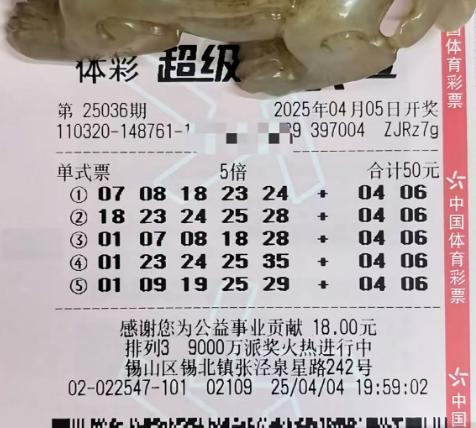 体彩 超级
第 25036期 2025年04月05日开奖
110320-148761-1 39 397004 ZJRz7g
单式票 5倍 合计50元
① 07 08 18 23 24 + 04 06
② 18 23 24 25 28 + 04 06
③ 01 07 08 18 28 + 04 06
④ 01 23 24 25 35 + 04 06
⑤ 01 09 19 25 29 + 04 06
感谢您为公益事业贡献 18.00元
排列3 9000万派奖火热进行中
锡山区锡北镇张泾泉星路242号
02-022547-101 02109 25/04/04 19:59:02
国体育彩票
中国体育彩票
中国